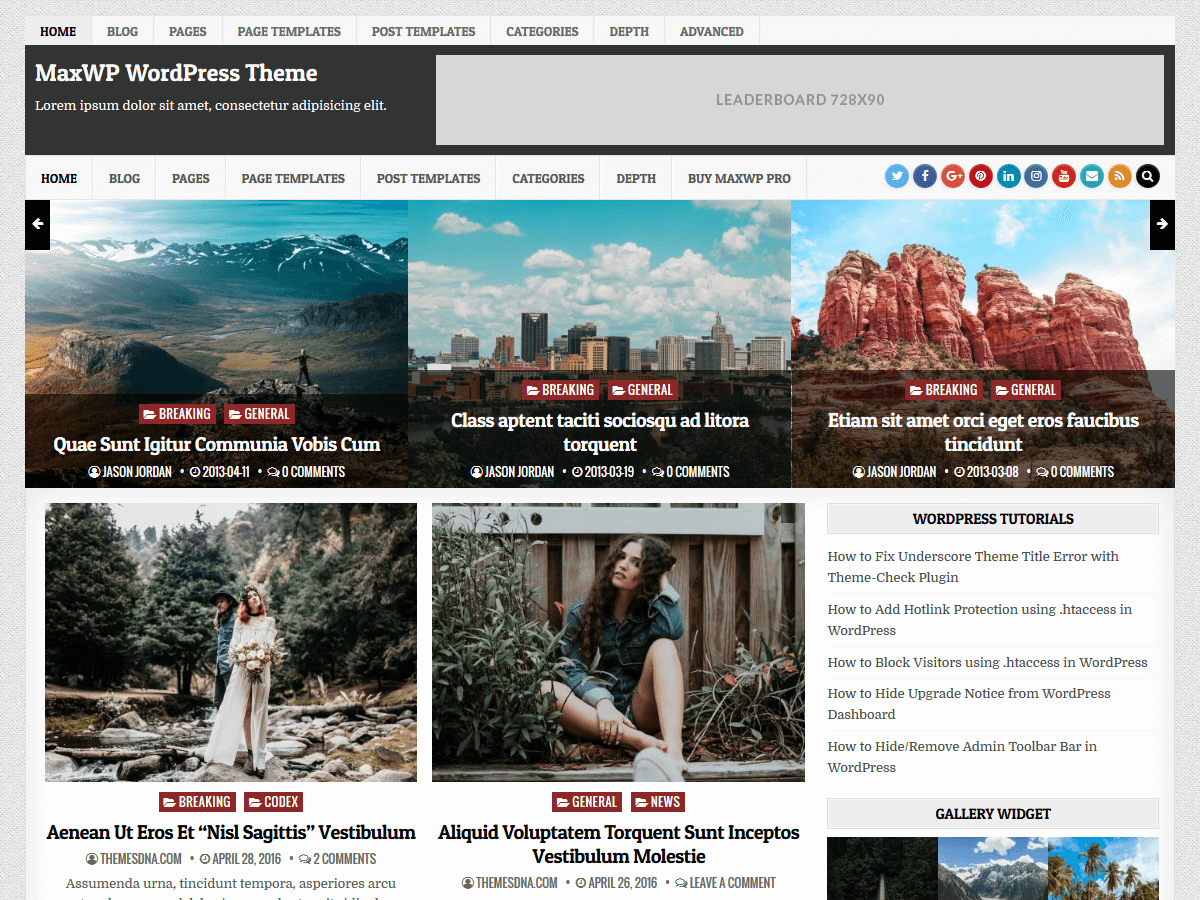 HOME BLOG PAGES PAGE TEMPLATES POST TEMPLATES CATEGORIES DEPTH ADVANCED
MaxWP WordPress Theme
Lorem ipsum dolor sit amet, consectetur adipisicing elit.
LEADERBOARD 728X90
HOME BLOG PAGES PAGE TEMPLATES POST TEMPLATES CATEGORIES DEPTH BUY MAXWP PRO
BREAKING GENERAL
Quae Sunt Igitur Communia Vobis Cum
JASON JORDAN • 2013-04-11 • 0 COMMENTS
BREAKING GENERAL
Class aptent taciti sociosqu ad litora
torquent
JASON JORDAN • 2013-03-19 • 0 COMMENTS
BREAKING GENERAL
Etiam sit amet orci eget eros faucibus
tincidunt
JASON JORDAN • 2013-03-08 • 0 COMMENTS
BREAKING CODEX
Aenean Ut Eros Et “Nisl Sagittis” Vestibulum
THEMESDNA.COM • APRIL 28, 2016 • 2 COMMENTS
Assumenda urna, tincidunt tempora, asperiores arcu
GENERAL NEWS
Aliquid Voluptatem Torquent Sunt Inceptos
Vestibulum Molestie
THEMESDNA.COM • APRIL 26, 2016 • LEAVE A COMMENT
WORDPRESS TUTORIALS
How to Fix Underscore Theme Title Error with
Theme-Check Plugin
How to Add Hotlink Protection using .htaccess in
WordPress
How to Block Visitors using .htaccess in WordPress
How to Hide Upgrade Notice from WordPress
Dashboard
How to Hide/Remove Admin Toolbar Bar in
WordPress
GALLERY WIDGET